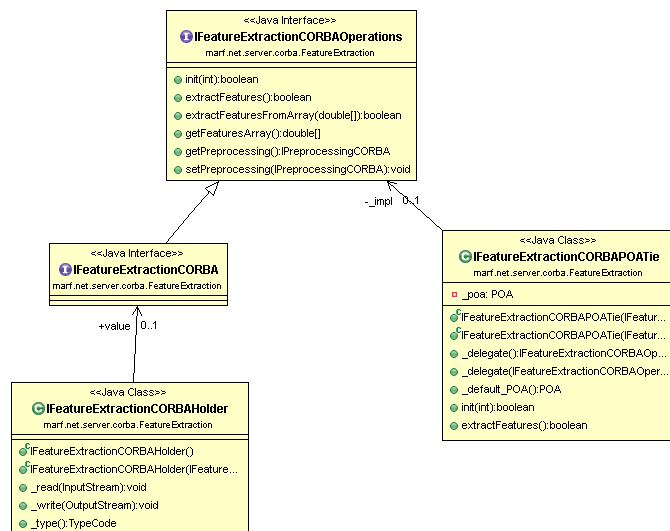 <<Java Interface>>
IFeatureExtractionCORBAOperations
marf.net.server.corba.FeatureExtraction
init(int):boolean
extractFeatures():boolean
extractFeaturesFromArray(double[]):boolean
getFeaturesArray():double[]
getPreprocessing():IPreprocessingCORBA
setPreprocessing(IPreprocessingCORBA):void
-_impl 0..1
<<Java Interface>>
IFeatureExtractionCORBA
marf.net.server.corba.FeatureExtraction
+value 0..1
<<Java Class>>
IFeatureExtractionCORBAPOATie
marf.net.server.corba.FeatureExtraction
_poa: POA
IFeatureExtractionCORBAPOATie(IFeatur...
IFeatureExtractionCORBAPOATie(IFeatur...
_delegate():IFeatureExtractionCORBAOp...
_delegate(IFeatureExtractionCORBAOper...
_default_POA():POA
init(int):boolean
extractFeatures():boolean
<<Java Class>>
IFeatureExtractionCORBAHolder
marf.net.server.corba.FeatureExtraction
IFeatureExtractionCORBAHolder()
IFeatureExtractionCORBAHolder(IFeature...
_read(InputStream):void
_write(OutputStream):void
_type():TypeCode